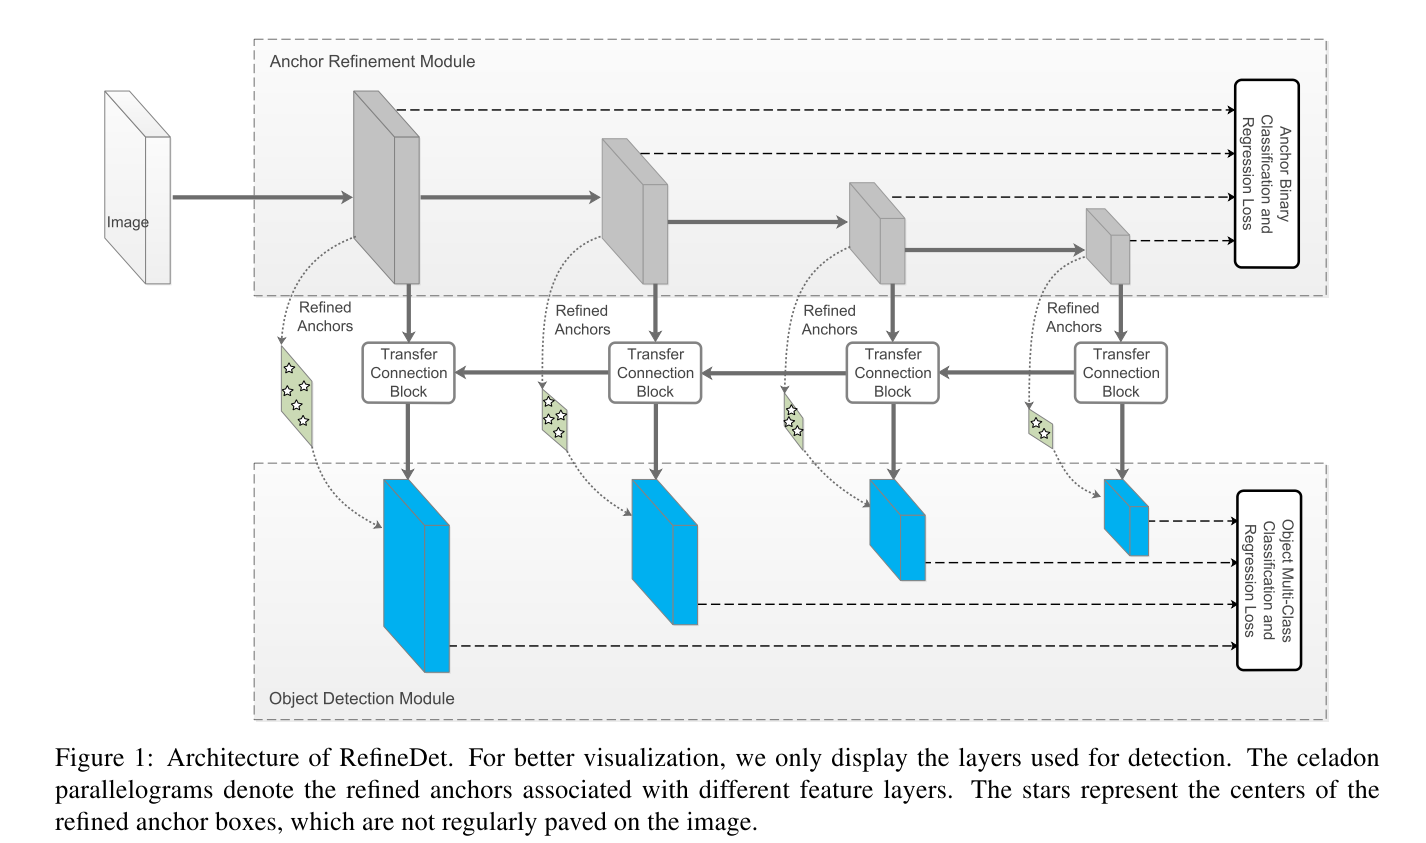 Anchor Refinement Module
Image
Anchor Binary
Classification and
Regression Loss
Refined
Anchors
Refined
Anchors
Refined
Anchors
Refined
Anchors
Transfer
Connection
Block
Transfer
Connection
Block
Transfer
Connection
Block
Transfer
Connection
Block
Object Multi-Class
Classification and
Regression Loss
Object Detection Module
Figure 1: Architecture of RefineDet. For better visualization, we only display the layers used for detection. The celadon
parallelograms denote the refined anchors associated with different feature layers. The stars represent the centers of the
refined anchor boxes, which are not regularly paved on the image.